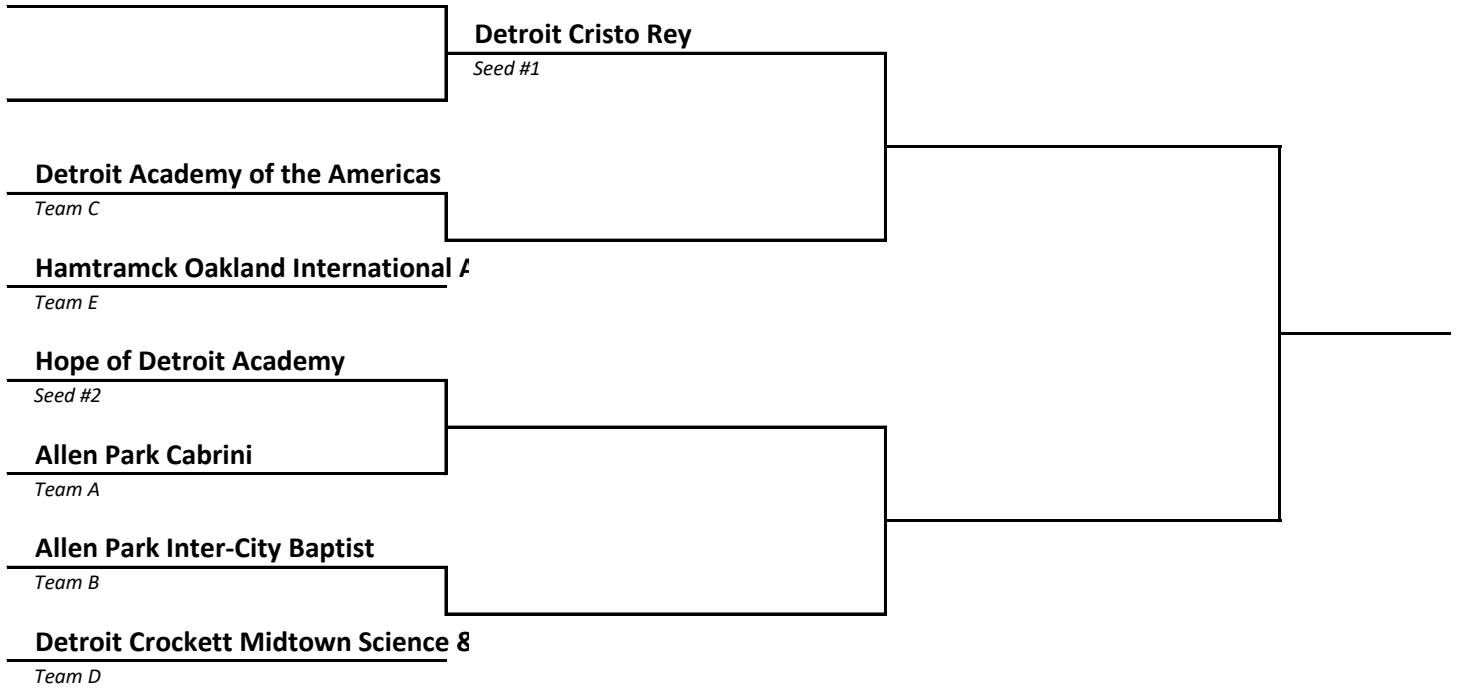 Detroit Cristo Rey
Seed #1
Detroit Academy of the Americas
Team C
Hamtramck Oakland International
Team E
Hope of Detroit Academy
Seed #2
Allen Park Cabrini
Team A
Allen Park Inter-City Baptist
Team B
Detroit Crockett Midtown Science &
Team D